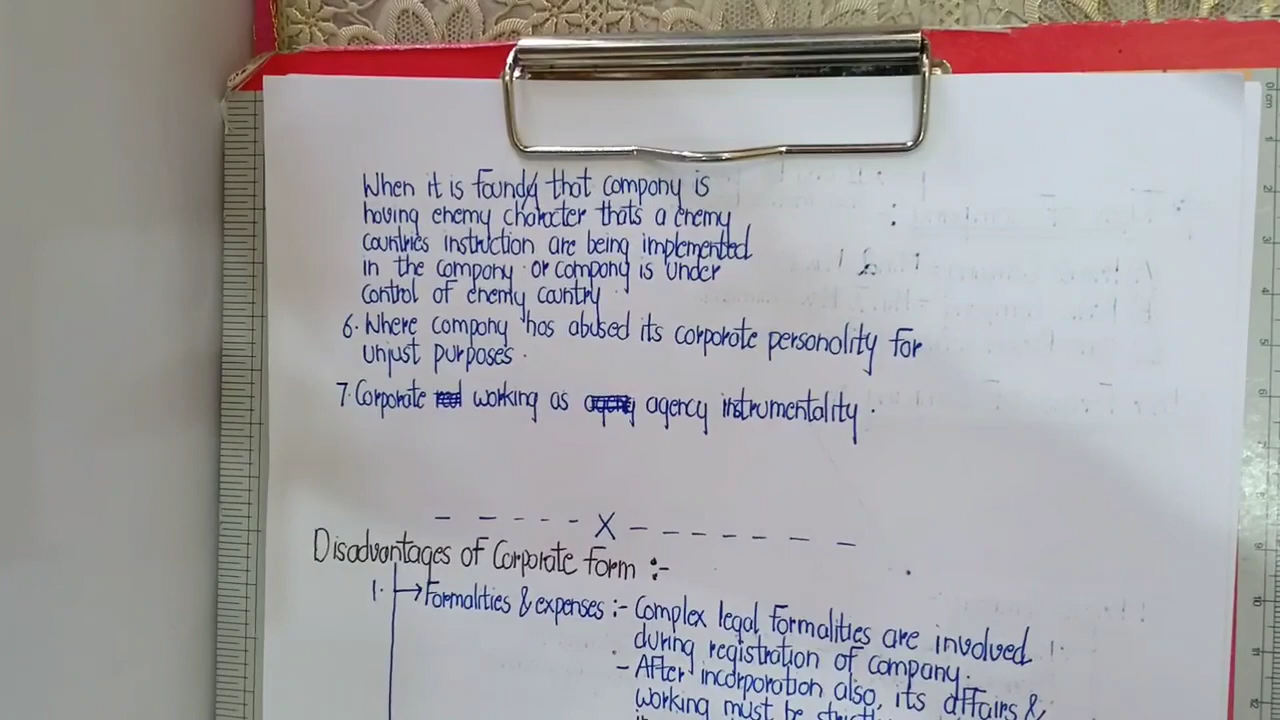 When it is found that company is
having enemy character thats a enemy
countries instruction are being implemented
in the company or company is under
control of enemy country
6. Where company has abused its corporate personality for
unjust purposes.
7. Corporate working as agency instrumentality.
- - - - - X - - - - - - -
Disadvantages of Corporate form :-
1. → Formalities & expenses :- Complex legal formalities are involved
during registration of company.
- After incorporation also, its affairs &
working must be